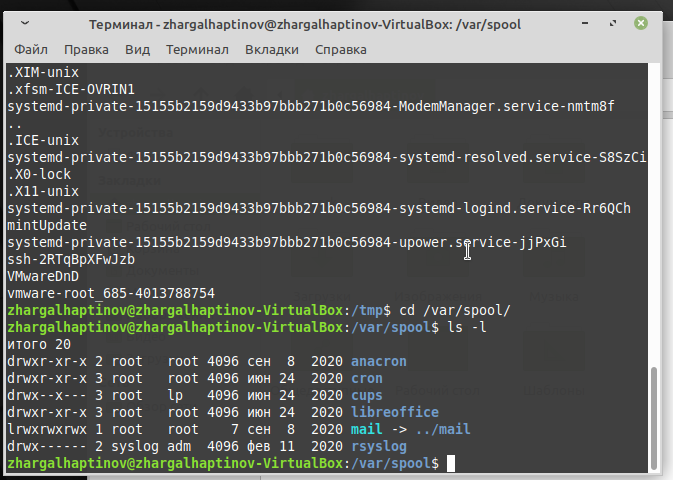 Терминал - zhargalhaptinov@zhargalhaptinov-VirtualBox: /var/spool
Файл Правка Вид Терминал Вкладки Справка
.XIM-unix
.xfsm-ICE-OVRIN1
systemd-private-15155b2159d9433b97bbb271b0c56984-ModemManager.service-nmtm8f
..
.ICE-unix
systemd-private-15155b2159d9433b97bbb271b0c56984-systemd-resolved.service-S8SzCi
.X0-lock
.X11-unix
systemd-private-15155b2159d9433b97bbb271b0c56984-systemd-logind.service-Rr6QCh
mintUpdate
systemd-private-15155b2159d9433b97bbb271b0c56984-upower.service-jjPxGi
ssh-2RTqBpXFwJzb
VMwareDnD
vmware-root_685-4013788754
zhargalhaptinov@zhargalhaptinov-VirtualBox:/tmp$ cd /var/spool/
zhargalhaptinov@zhargalhaptinov-VirtualBox:/var/spool$ ls -l
итого 20
drwxr-xr-x 2 root   root 4096 сен  8  2020 anacron
drwxr-xr-x 3 root   root 4096 июн 24  2020 cron
drwx--x--- 3 root   lp   4096 июн 24  2020 cups
drwxr-xr-x 3 root   root 4096 июн 24  2020 libreoffice
lrwxrwxrwx 1 root   root    7 сен  8  2020 mail -> ../mail
drwx------ 2 syslog adm  4096 фев 11  2020 rsyslog
zhargalhaptinov@zhargalhaptinov-VirtualBox:/var/spool$